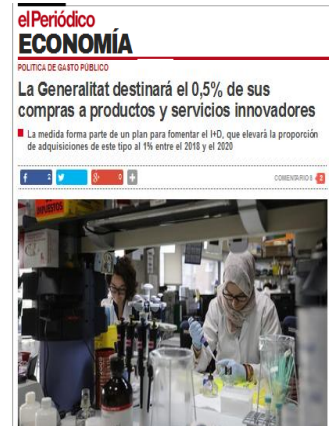 el Periódico
ECONOMÍA
POLÍTICA DE GASTO PÚBLICO
La Generalitat destinará el 0,5% de sus
compras a productos y servicios innovadores
La medida forma parte de un plan para fomentar el I+D, que elevará la proporción
de adquisiciones de este tipo al 1% entre el 2018 y el 2020
COMENTARIOS